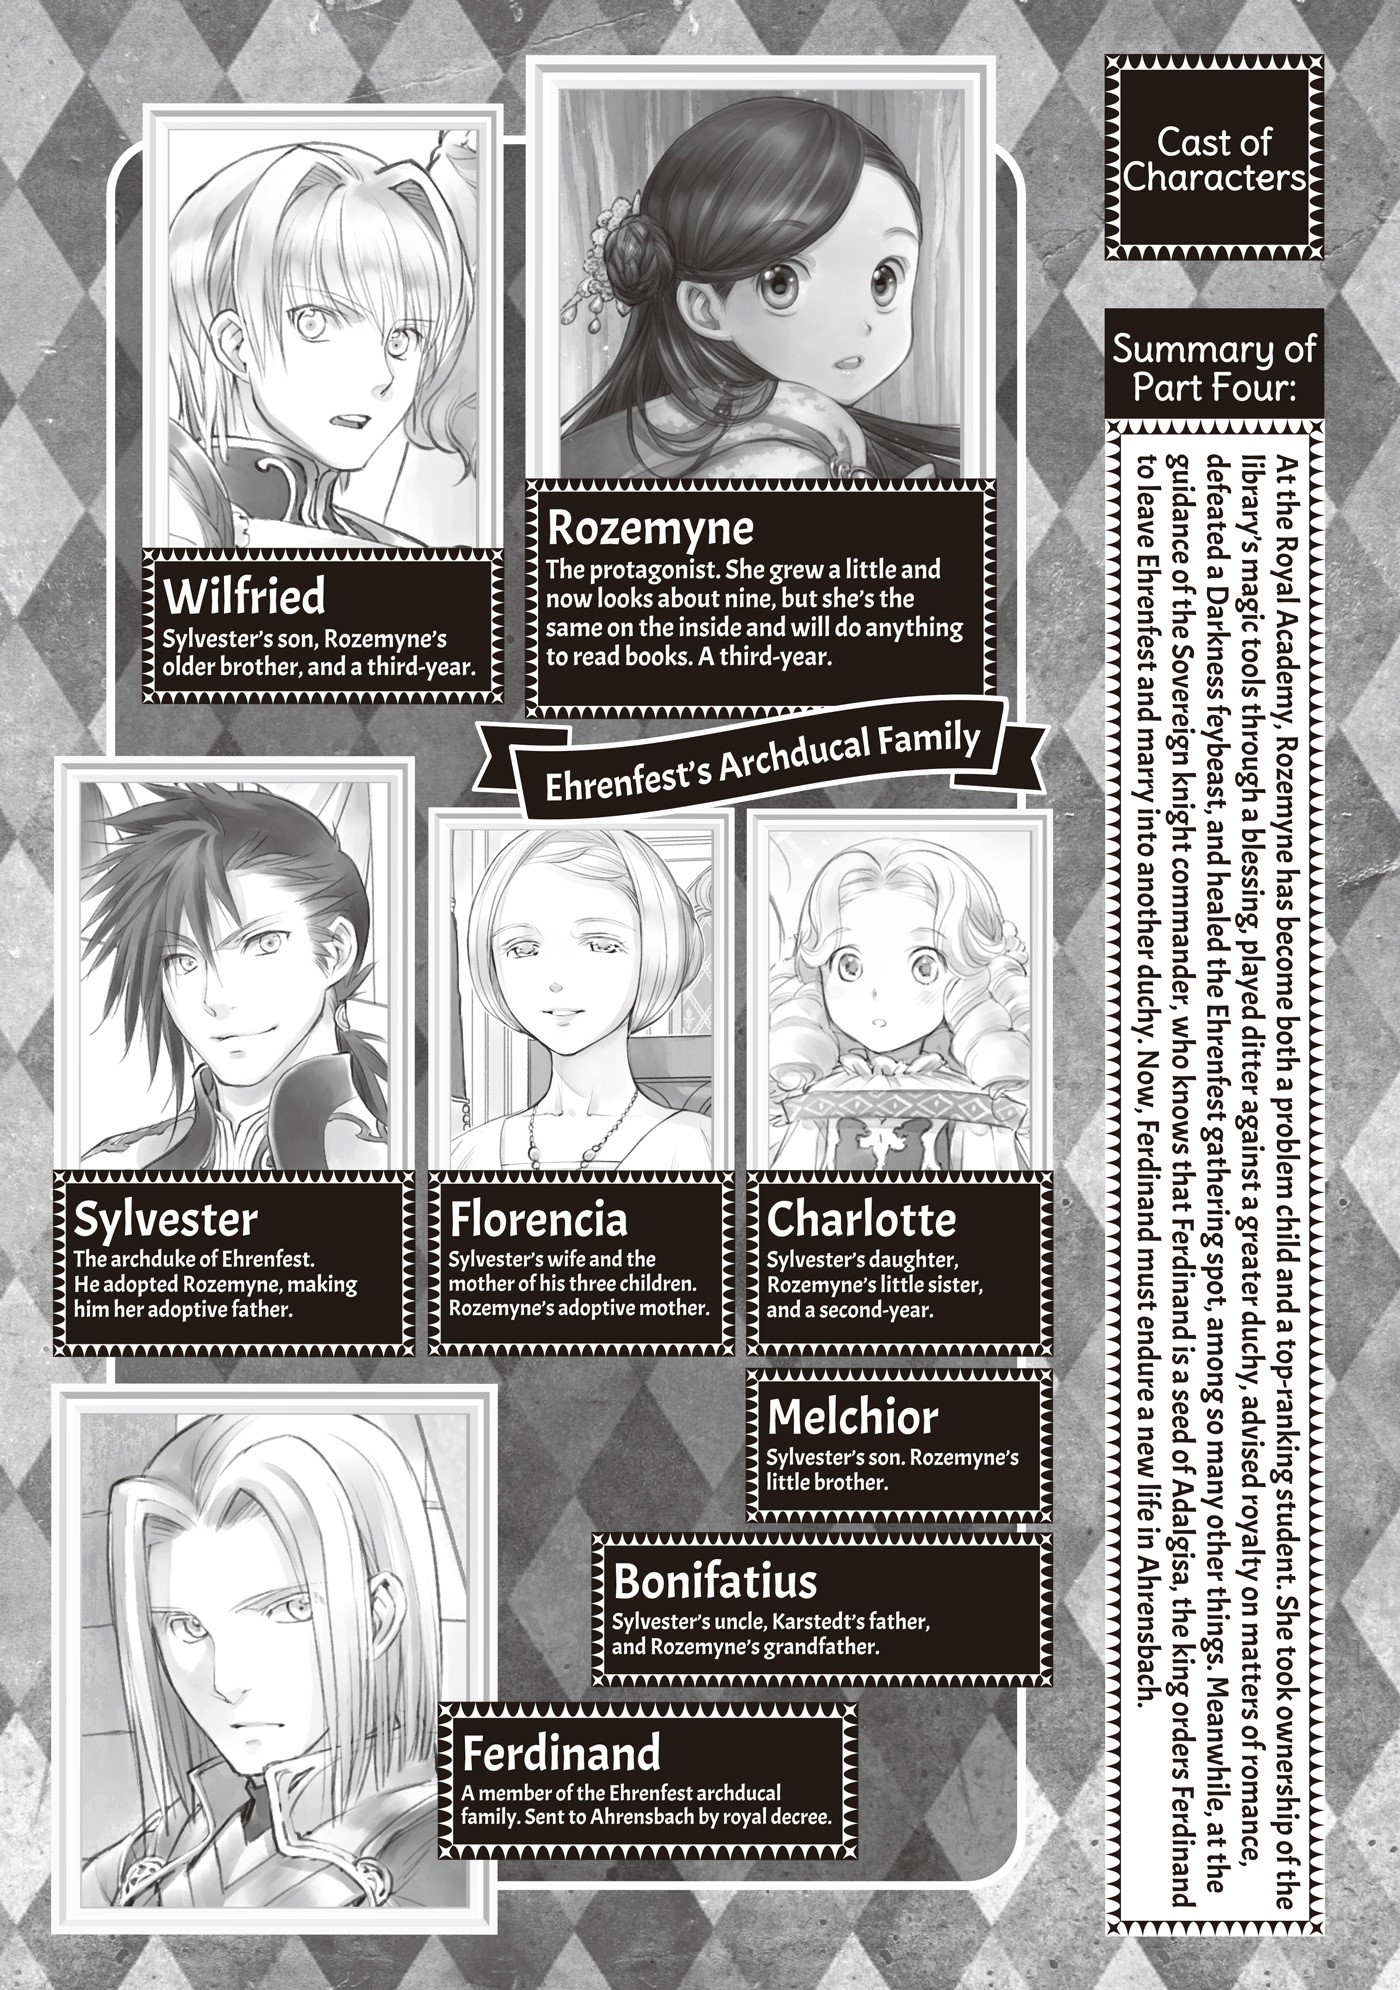 Cast of
Characters
Summary of
Part Four:
At the Royal Academy, Rozemyne has become both a problem child and a top-ranking student. She took ownership of the
library's magic tools through a blessing, played ditter against a greater duchy, advised royalty on matters of romance,
defeated a Darkness feybeast, and healed the Ehrenfest gathering spot, among so many other things. Meanwhile, at the
guidance of the Sovereign knight commander, who knows that Ferdinand is a seed of Adalgisa, the king orders Ferdinand
to leave Ehrenfest and marry into another duchy. Now, Ferdinand must endure a new life in Ahrensbach.
Rozemyne
The protagonist. She grew a little and
now looks about nine, but she's the
same on the inside and will do anything
to read books. A third-year.
Wilfried
Sylvester's son, Rozemyne's
older brother, and a third-year.
Ehrenfest's Archducal Family
Sylvester
The archduke of Ehrenfest.
He adopted Rozemyne, making
him her adoptive father.
Florencia
Sylvester's wife and the
mother of his three children.
Rozemyne's adoptive mother.
Charlotte
Sylvester's daughter,
Rozemyne's little sister,
and a second-year.
Melchior
Sylvester's son. Rozemyne's
little brother.
Bonifatius
Sylvester's uncle, Karstedt's father,
and Rozemyne's grandfather.
Ferdinand
A member of the Ehrenfest archducal
family. Sent to Ahrensbach by royal decree.